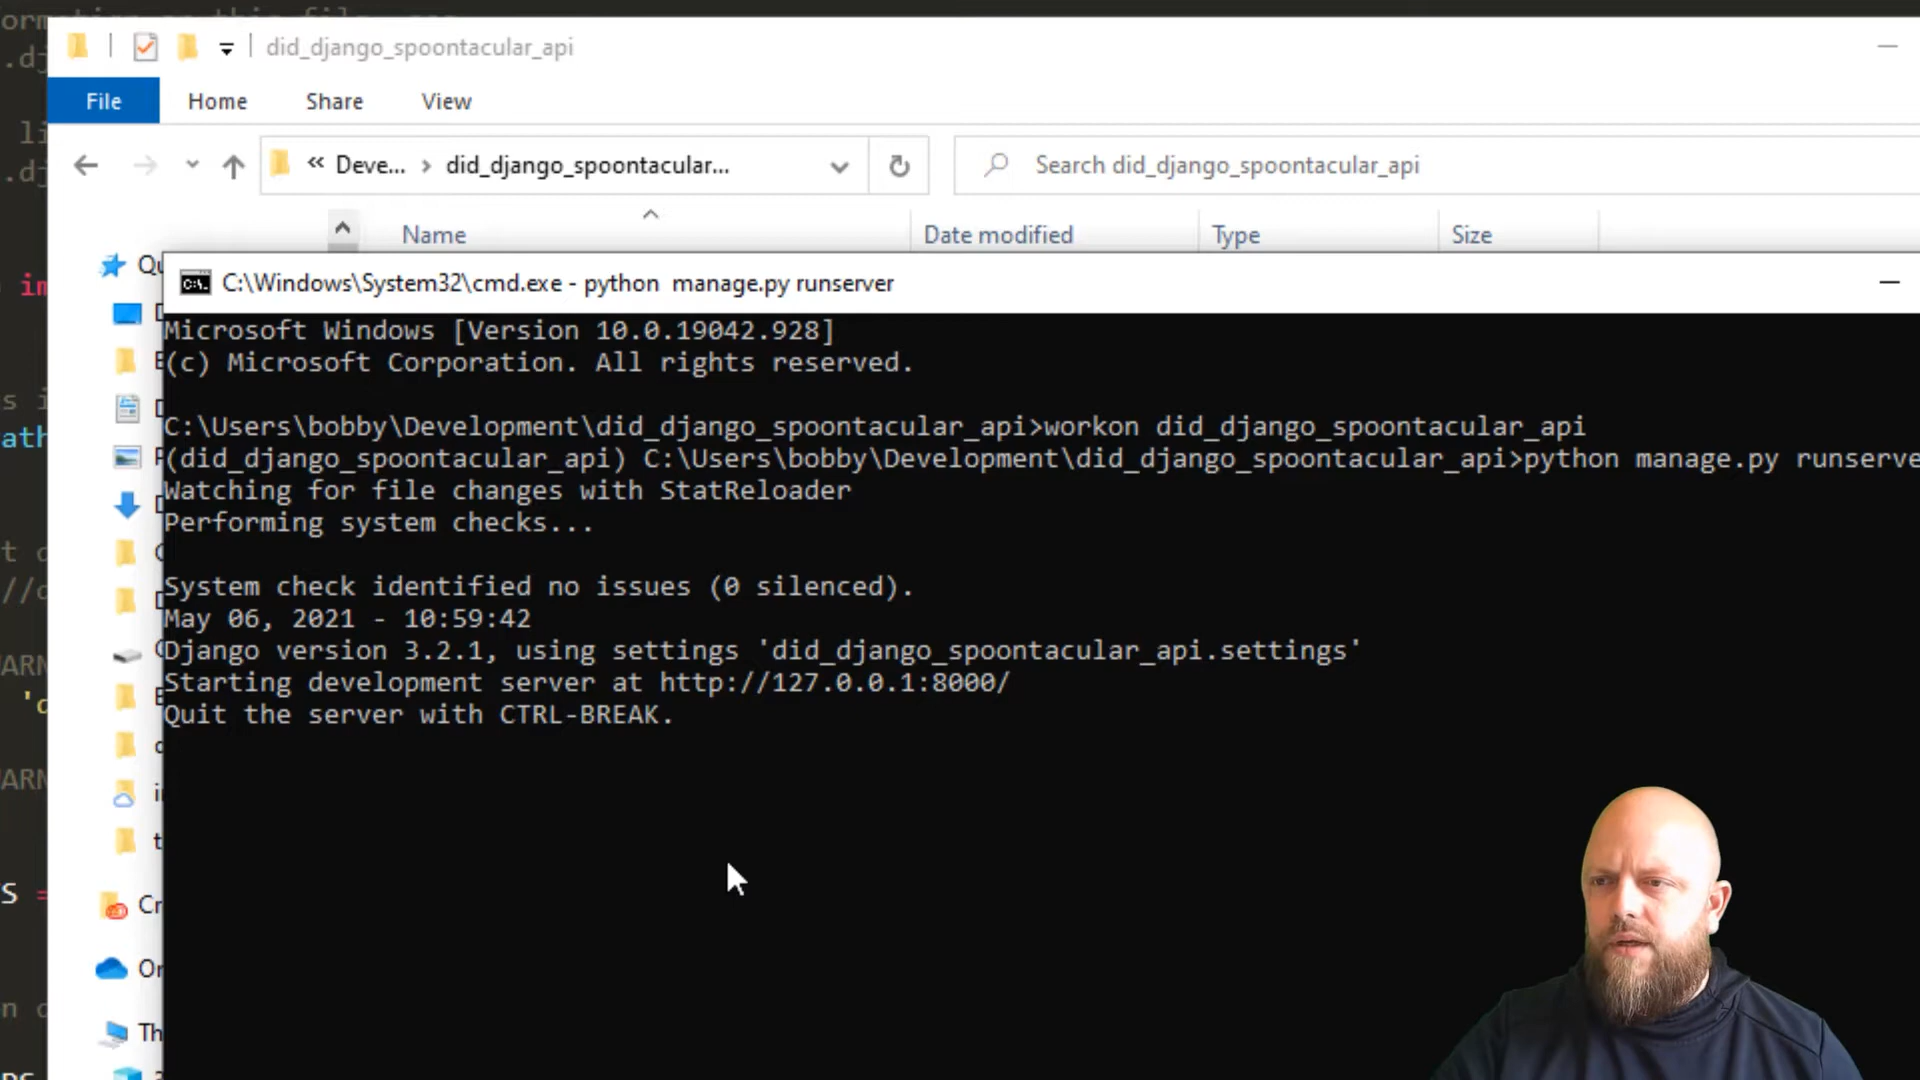 did_django_spoontacular_api
File Home Share View
« Deve... › did_django_spoontacular... Search did_django_spoontacular_api
Name Date modified Type Size
C:\Windows\System32\cmd.exe - python  manage.py runserver
Microsoft Windows [Version 10.0.19042.928]
(c) Microsoft Corporation. All rights reserved.
C:\Users\bobby\Development\did_django_spoontacular_api>workon did_django_spoontacular_api
(did_django_spoontacular_api) C:\Users\bobby\Development\did_django_spoontacular_api>python manage.py runserve
Watching for file changes with StatReloader
Performing system checks...
System check identified no issues (0 silenced).
May 06, 2021 - 10:59:42
Django version 3.2.1, using settings 'did_django_spoontacular_api.settings'
Starting development server at http://127.0.0.1:8000/
Quit the server with CTRL-BREAK.